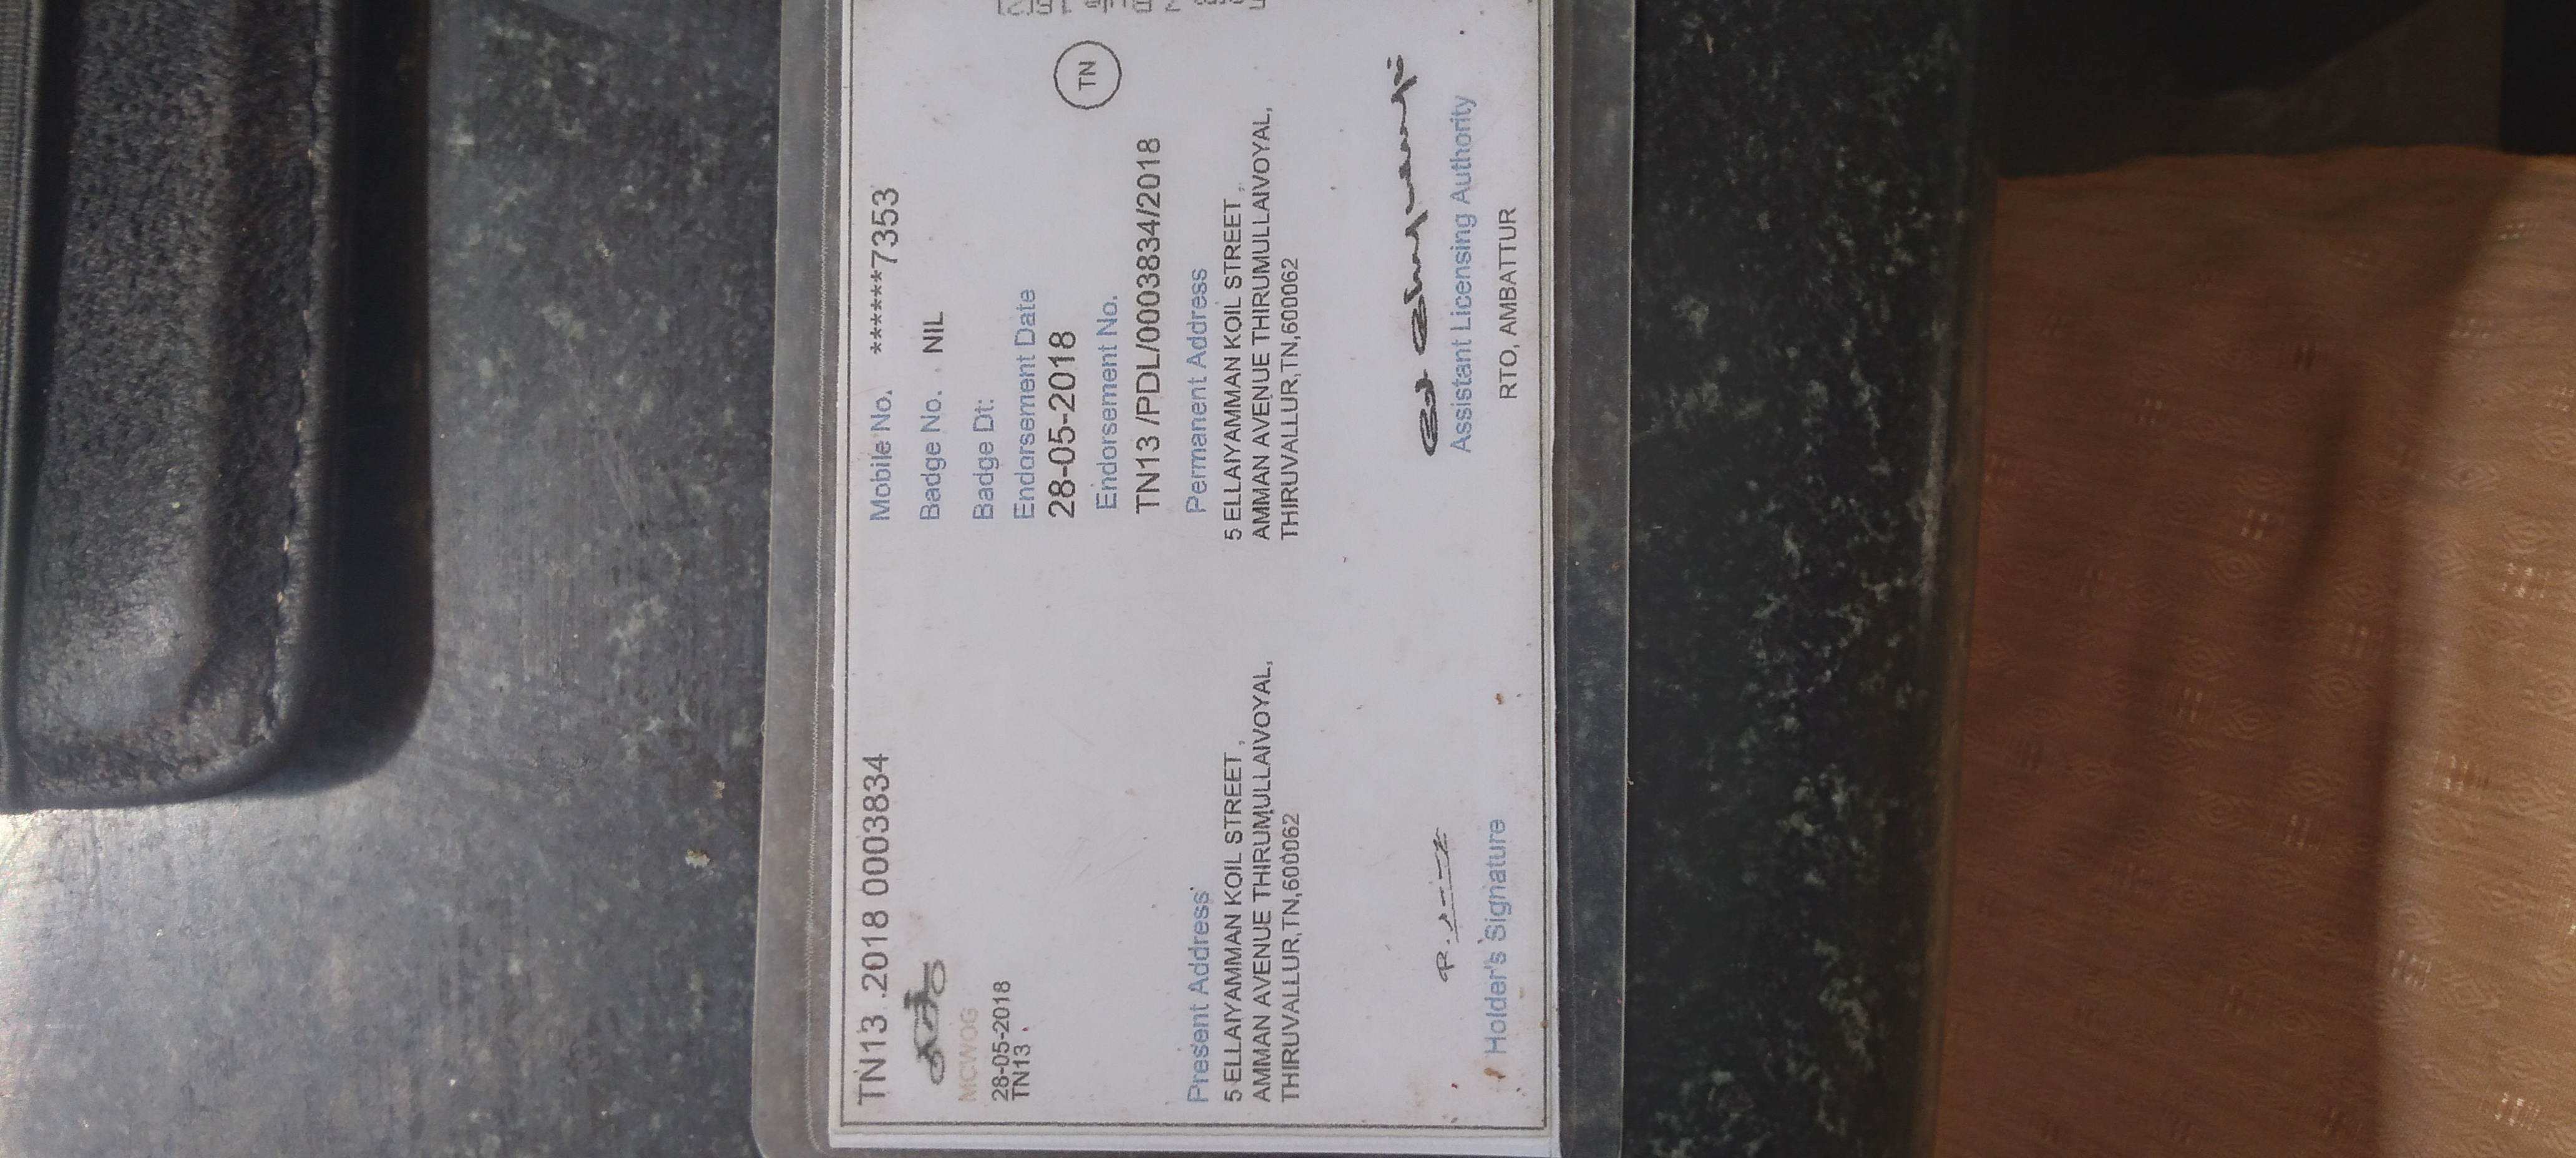 TN13 .2018 0003834
MCWOG
28-05-2018
TN13
Mobile No. ******7353
Badge No. NIL
Badge Dt:
Endorsement Date
28-05-2018
TN
Endorsement No.
TN13 /PDL/0003834/2018
Present Address
5 ELLAIYAMMAN KOIL STREET ,
AMMAN AVENUE THIRUMULLAIVOYAL,
THIRUVALLUR,TN,600062
Permanent Address
5 ELLAIYAMMAN KOIL STREET ,
AMMAN AVENUE THIRUMULLAIVOYAL,
THIRUVALLUR,TN,600062
Holder's Signature
Assistant Licensing Authority
RTO, AMBATTUR